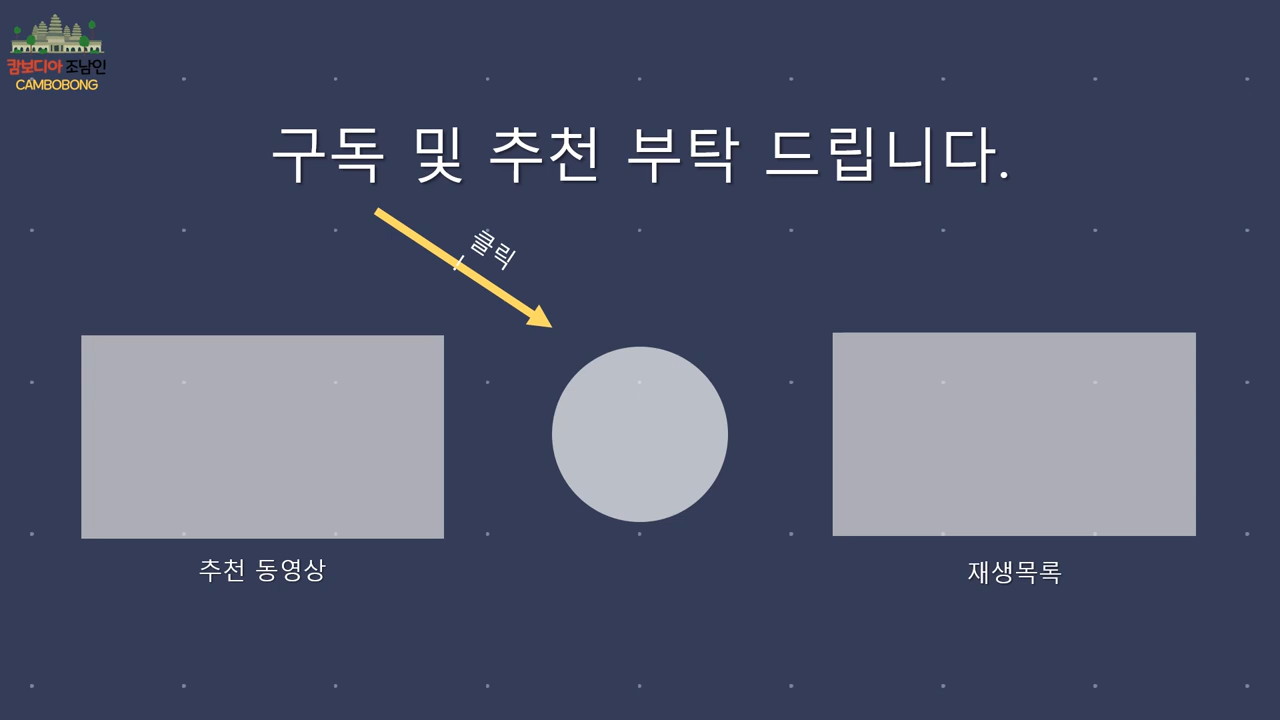 캄보디아 조남인
CAMBOBONG
구독 및 추천 부탁 드립니다.
클릭
추천 동영상
재생목록